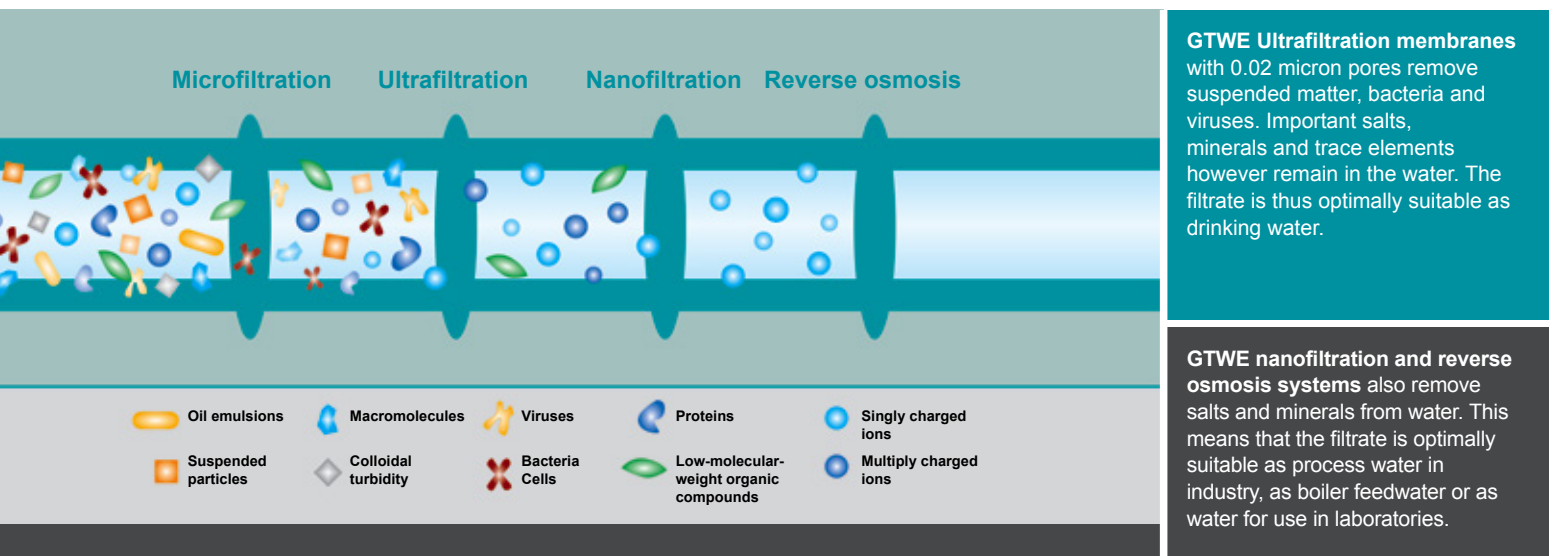 Microfiltration Ultrafiltration Nanofiltration Reverse osmosis
Oil emulsions
Macromolecules
Viruses
Proteins
Singly charged
ions
Suspended
particles
Colloidal
turbidity
Bacteria
Cells
Low-molecular-
weight organic
compounds
Multiply charged
ions
GTWE Ultrafiltration membranes
with 0.02 micron pores remove
suspended matter, bacteria and
viruses. Important salts,
minerals and trace elements
however remain in the water. The
filtrate is thus optimally suitable as
drinking water.
GTWE nanofiltration and reverse
osmosis systems also remove
salts and minerals from water. This
means that the filtrate is optimally
suitable as process water in
industry, as boiler feedwater or as
water for use in laboratories.